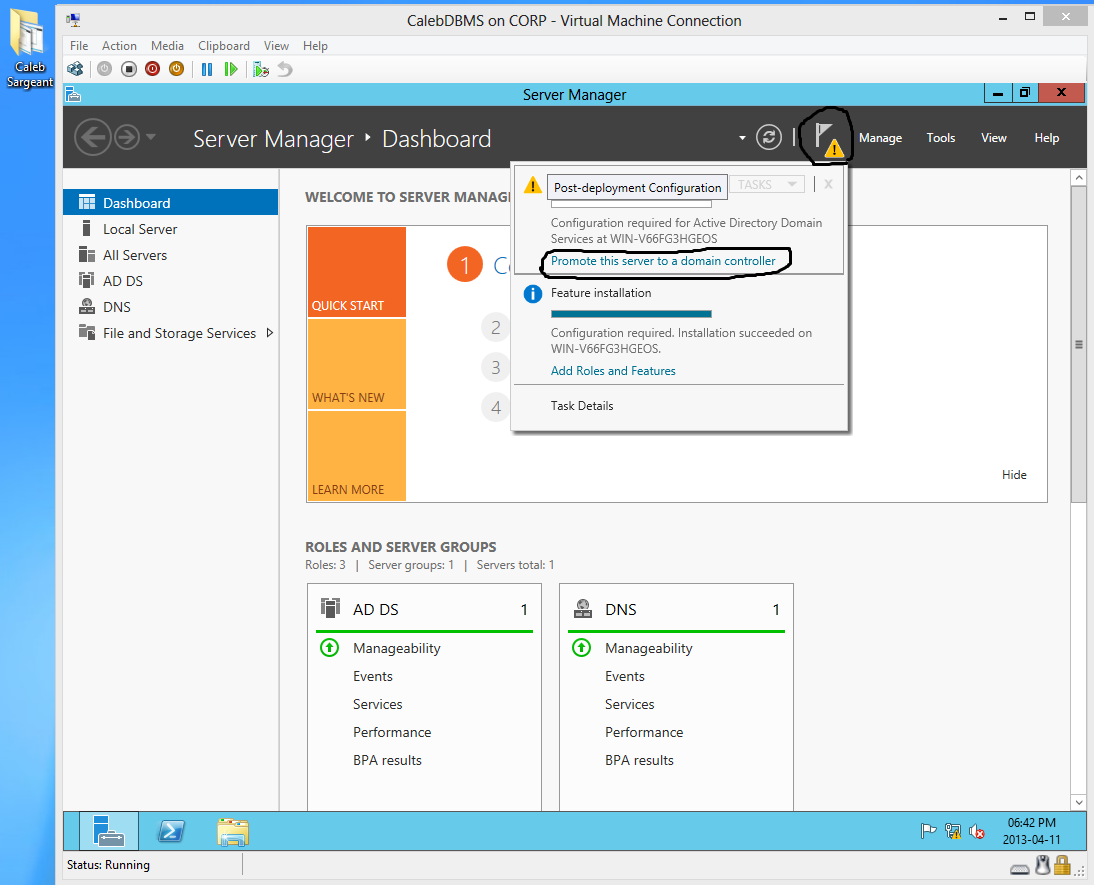 Caleb
Sargeant
CalebDBMS on CORP - Virtual Machine Connection
File Action Media Clipboard View Help
Server Manager
Server Manager ‣ Dashboard
Manage Tools View Help
Dashboard
Local Server
All Servers
AD DS
DNS
File and Storage Services
WELCOME TO SERVER MANAG
QUICK START
WHAT'S NEW
LEARN MORE
1
2
3
4
Post-deployment Configuration
TASKS
X
Configuration required for Active Directory Domain
Services at WIN-V66FG3HGEOS
Promote this server to a domain controller
Feature installation
Configuration required. Installation succeeded on
WIN-V66FG3HGEOS.
Add Roles and Features
Task Details
Hide
ROLES AND SERVER GROUPS
Roles: 3 | Server groups: 1 | Servers total: 1
AD DS 1
Manageability
Events
Services
Performance
BPA results
DNS 1
Manageability
Events
Services
Performance
BPA results
06:42 PM
2013-04-11
Status: Running